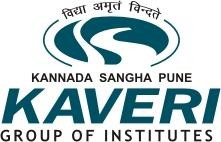 विद्या अमृतं विन्दते
KANNADA SANGHA PUNE
KAVERI
GROUP OF INSTITUTES